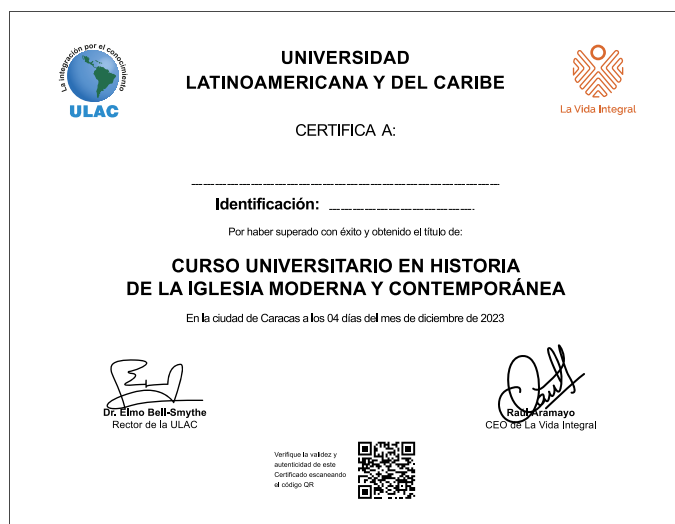 La integración por el conocimiento
ULAC
UNIVERSIDAD
LATINOAMERICANA Y DEL CARIBE
La Vida Integral
CERTIFICA A:
Identificación:
Por haber superado con éxito y obtenido el título de:
CURSO UNIVERSITARIO EN HISTORIA
DE LA IGLESIA MODERNA Y CONTEMPORÁNEA
En la ciudad de Caracas a los 04 días del mes de diciembre de 2023
Dr. Elmo Bell-Smythe
Rector de la ULAC
Raúl Aramayo
CEO de La Vida Integral
Verifique la validez y
autenticidad de este
Certificado escaneando
el código QR